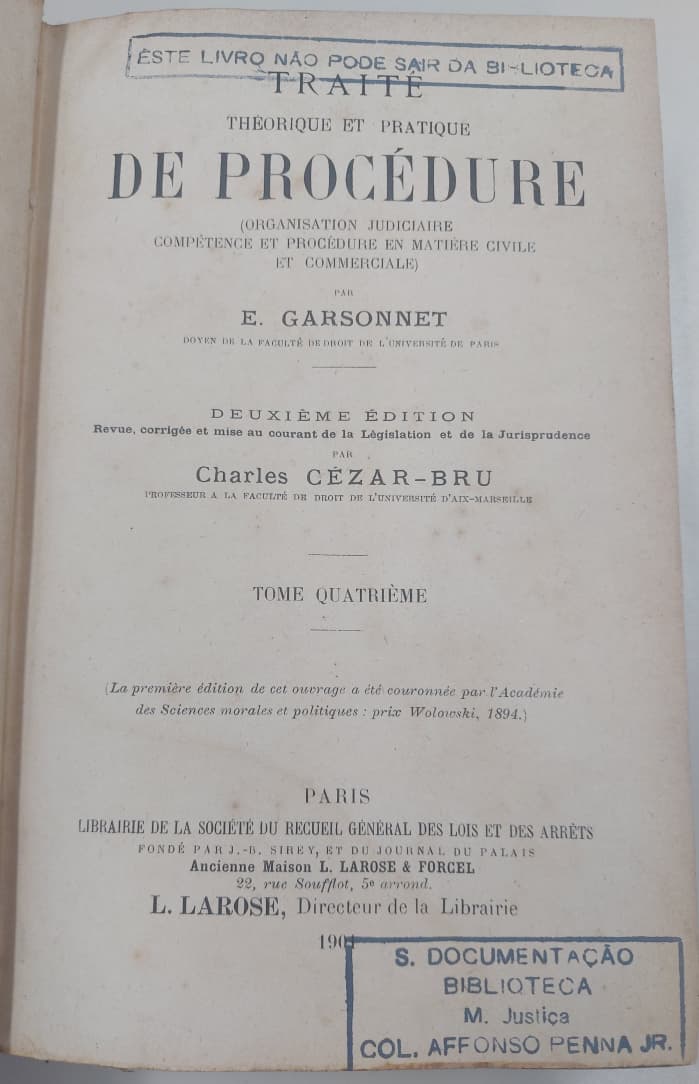 ÊSTE LIVRO NÃO PODE SAIR DA BIBLIOTECA
TRAITÉ
THÉORIQUE ET PRATIQUE
DE PROCÉDURE
(ORGANISATION JUDICIAIRE
COMPÉTENCE ET PROCÉDURE EN MATIÈRE CIVILE
ET COMMERCIALE)
PAR
E. GARSONNET
DOYEN DE LA FACULTÉ DE DROIT DE L'UNIVERSITÉ DE PARIS
DEUXIÈME ÉDITION
Revue, corrigée et mise au courant de la Législation et de la Jurisprudence
PAR
Charles CÉZAR-BRU
PROFESSEUR A LA FACULTÉ DE DROIT DE L'UNIVERSITÉ D'AIX-MARSEILLE
TOME QUATRIÈME
(La première édition de cet ouvrage a été couronnée par l'Académie
des Sciences morales et politiques : prix Wolowski, 1894.)
PARIS
LIBRAIRIE DE LA SOCIÉTÉ DU RECUEIL GÉNÉRAL DES LOIS ET DES ARRÊTS
FONDÉ PAR J.-B. SIREY, ET DU JOURNAL DU PALAIS
Ancienne Maison L. LAROSE & FORCEL
22, rue Soufflot, 5e arrond.
L. LAROSE, Directeur de la Librairie
S. DOCUMENTAÇÃO
BIBLIOTECA
M. Justiça
COL. AFFONSO PENNA JR.